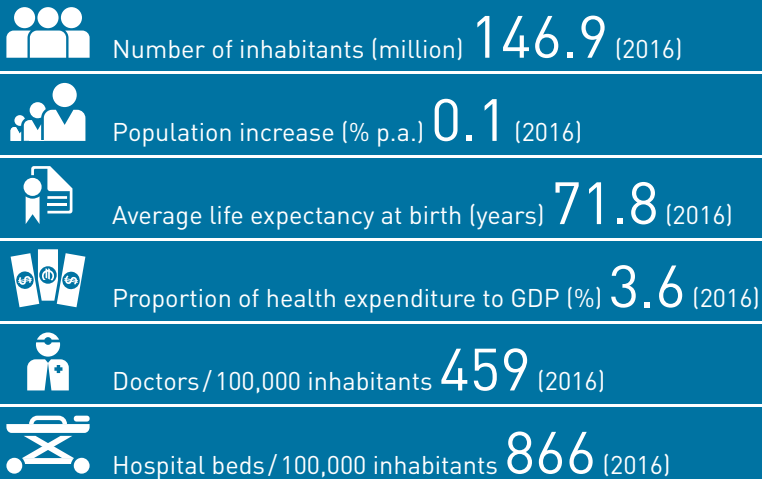 Number of inhabitants (million) 146.9 (2016)
Population increase (% p.a.) 0.1 (2016)
Average life expectancy at birth (years) 71.8 (2016)
Proportion of health expenditure to GDP (%) 3.6 (2016)
Doctors/100,000 inhabitants 459 (2016)
Hospital beds/100,000 inhabitants 866 (2016)